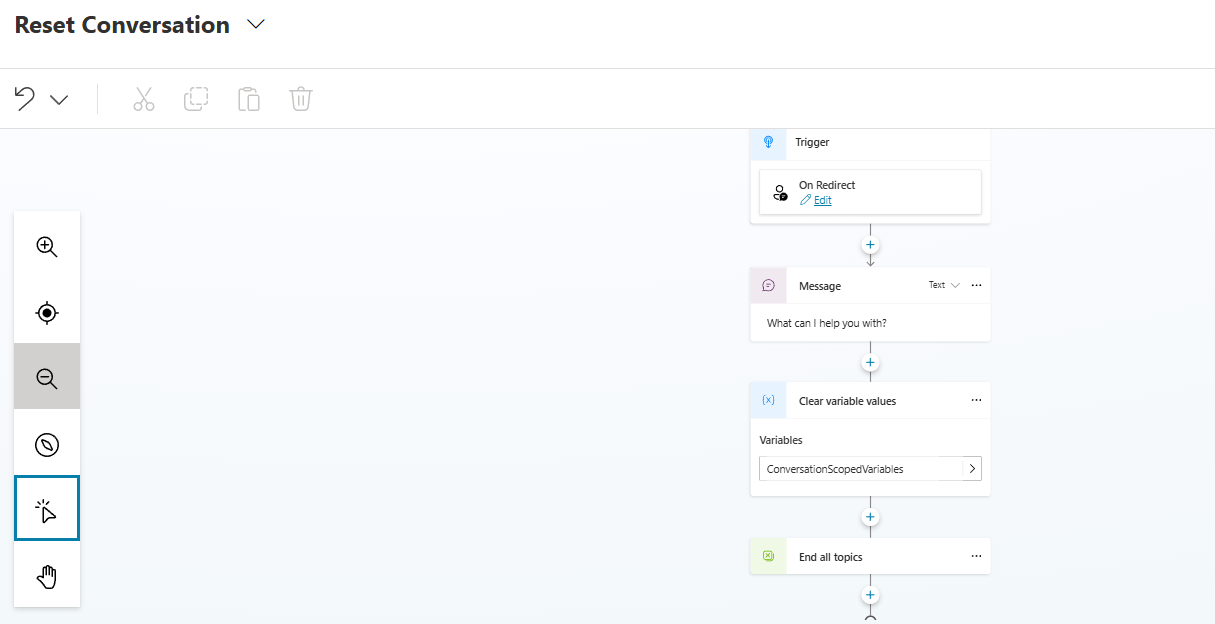 Reset Conversation
Trigger
On Redirect
Edit
Message Text
What can I help you with?
(x) Clear variable values
Variables
ConversationScopedVariables
End all topics